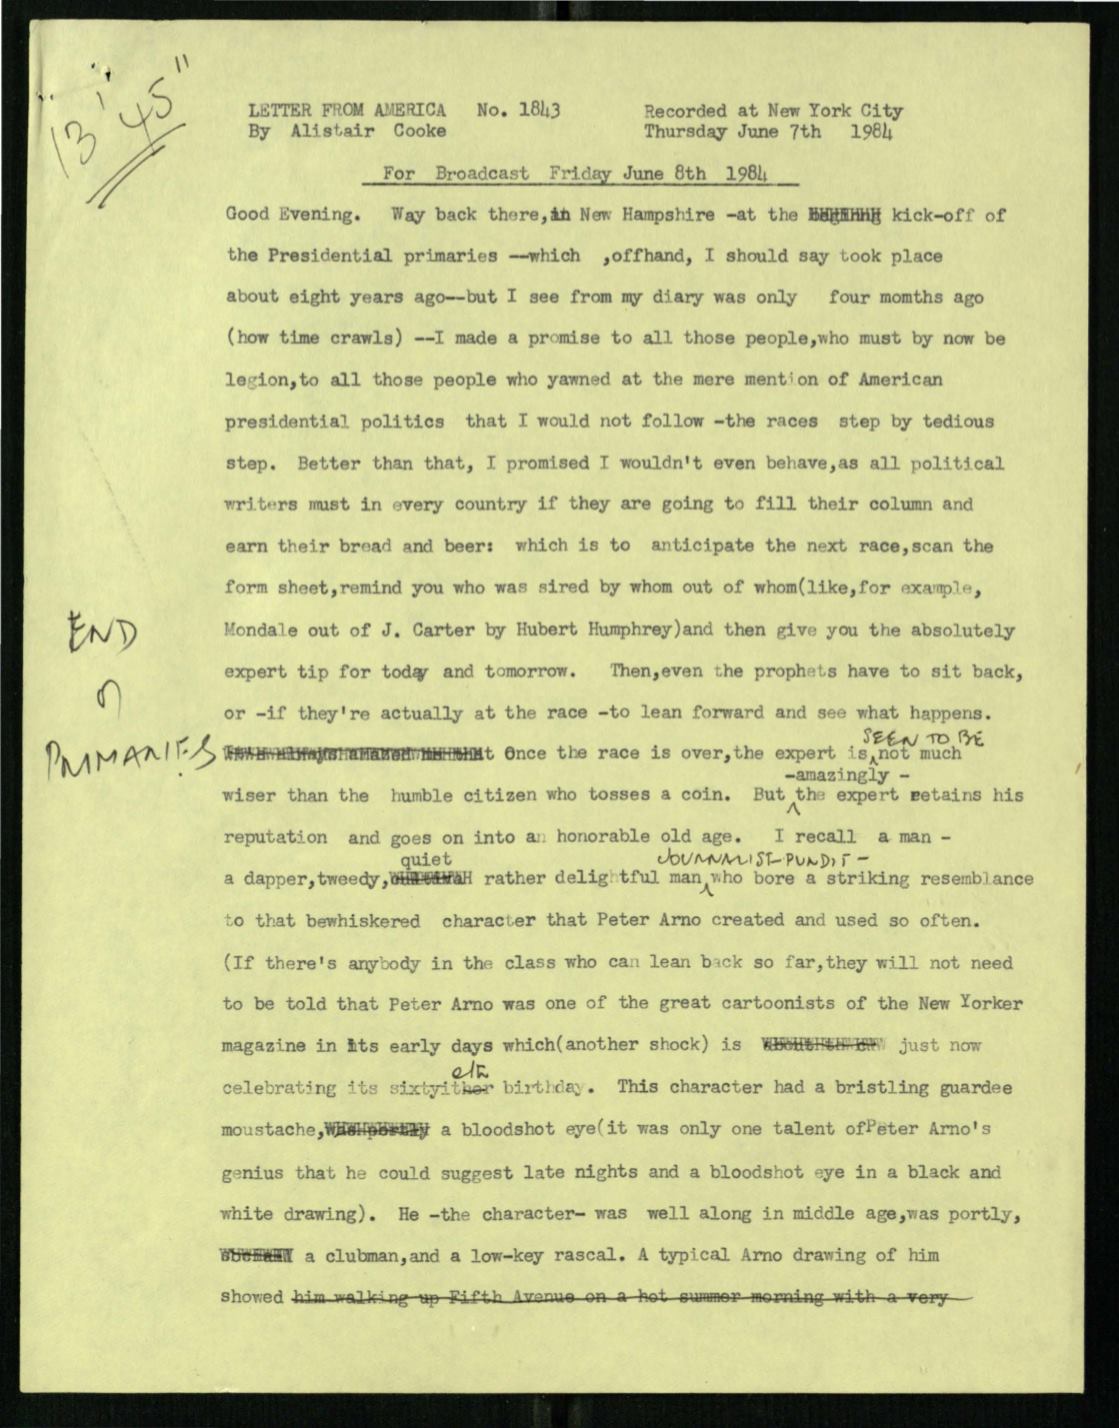 13' 45"
LETTER FROM AMERICA No. 1843 Recorded at New York City
By Alistair Cooke Thursday June 7th 1984
For Broadcast Friday June 8th 1984
Good Evening. Way back there,in New Hampshire -at the kick-off of
the Presidential primaries --which ,offhand, I should say took place
about eight years ago--but I see from my diary was only four momths ago
(how time crawls) --I made a promise to all those people,who must by now be
legion,to all those people who yawned at the mere mention of American
presidential politics that I would not follow -the races step by tedious
step. Better than that, I promised I wouldn't even behave,as all political
writers must in every country if they are going to fill their column and
earn their bread and beer: which is to anticipate the next race,scan the
form sheet,remind you who was sired by whom out of whom(like,for example,
END
Mondale out of J. Carter by Hubert Humphrey)and then give you the absolutely
expert tip for today and tomorrow. Then,even the prophets have to sit back,
or -if they're actually at the race -to lean forward and see what happens.
PRIMARIES
SEEN TO BE
Once the race is over,the expert is not much
-amazingly -
wiser than the humble citizen who tosses a coin. But the expert retains his
reputation and goes on into an honorable old age. I recall a man -
quiet JOURNALIST-PUNDIT-
a dapper,tweedy, rather delightful man who bore a striking resemblance
to that bewhiskered character that Peter Arno created and used so often.
(If there's anybody in the class who can lean back so far,they will not need
to be told that Peter Arno was one of the great cartoonists of the New Yorker
magazine in its early days which(another shock) is just now
eth
celebrating its sixtyither birthday. This character had a bristling guardee
moustache,was portly a bloodshot eye(it was only one talent ofPeter Arno's
genius that he could suggest late nights and a bloodshot eye in a black and
white drawing). He -the character- was well along in middle age,was portly,
a clubman,and a low-key rascal. A typical Arno drawing of him
showed him walking up Fifth Avenue on a hot summer morning with a very